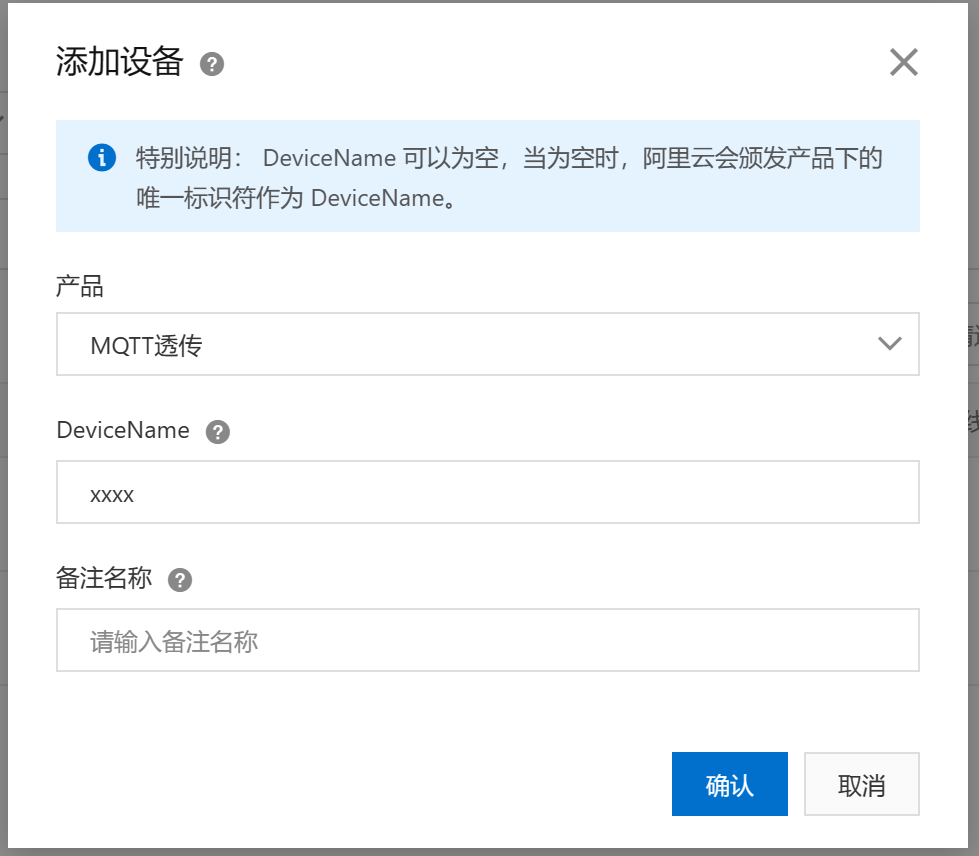 添加设备
特别说明： DeviceName 可以为空，当为空时，阿里云会颁发产品下的
唯一标识符作为 DeviceName。
产品
MQTT透传
DeviceName
xxxx
备注名称
请输入备注名称
确认
取消